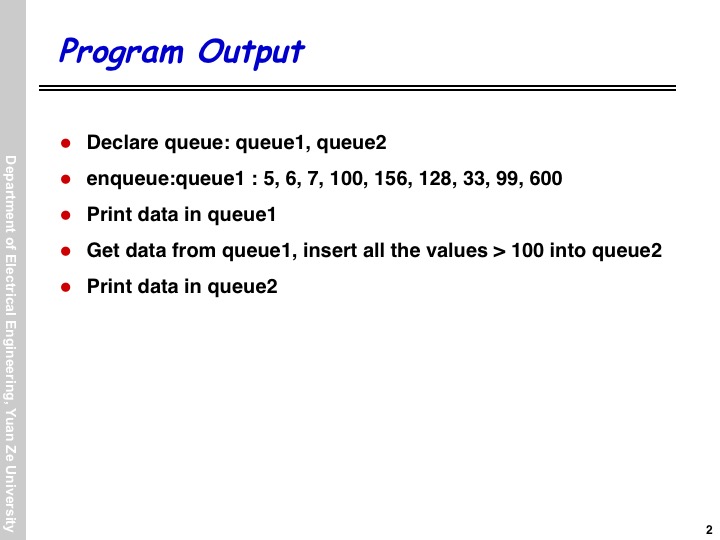 Program Output
Declare queue: queue1, queue2
enqueue:queue1 : 5, 6, 7, 100, 156, 128, 33, 99, 600
Print data in queue1
Get data from queue1, insert all the values > 100 into queue2
Print data in queue2
Department of Electrical Engineering, Yuan Ze University
2